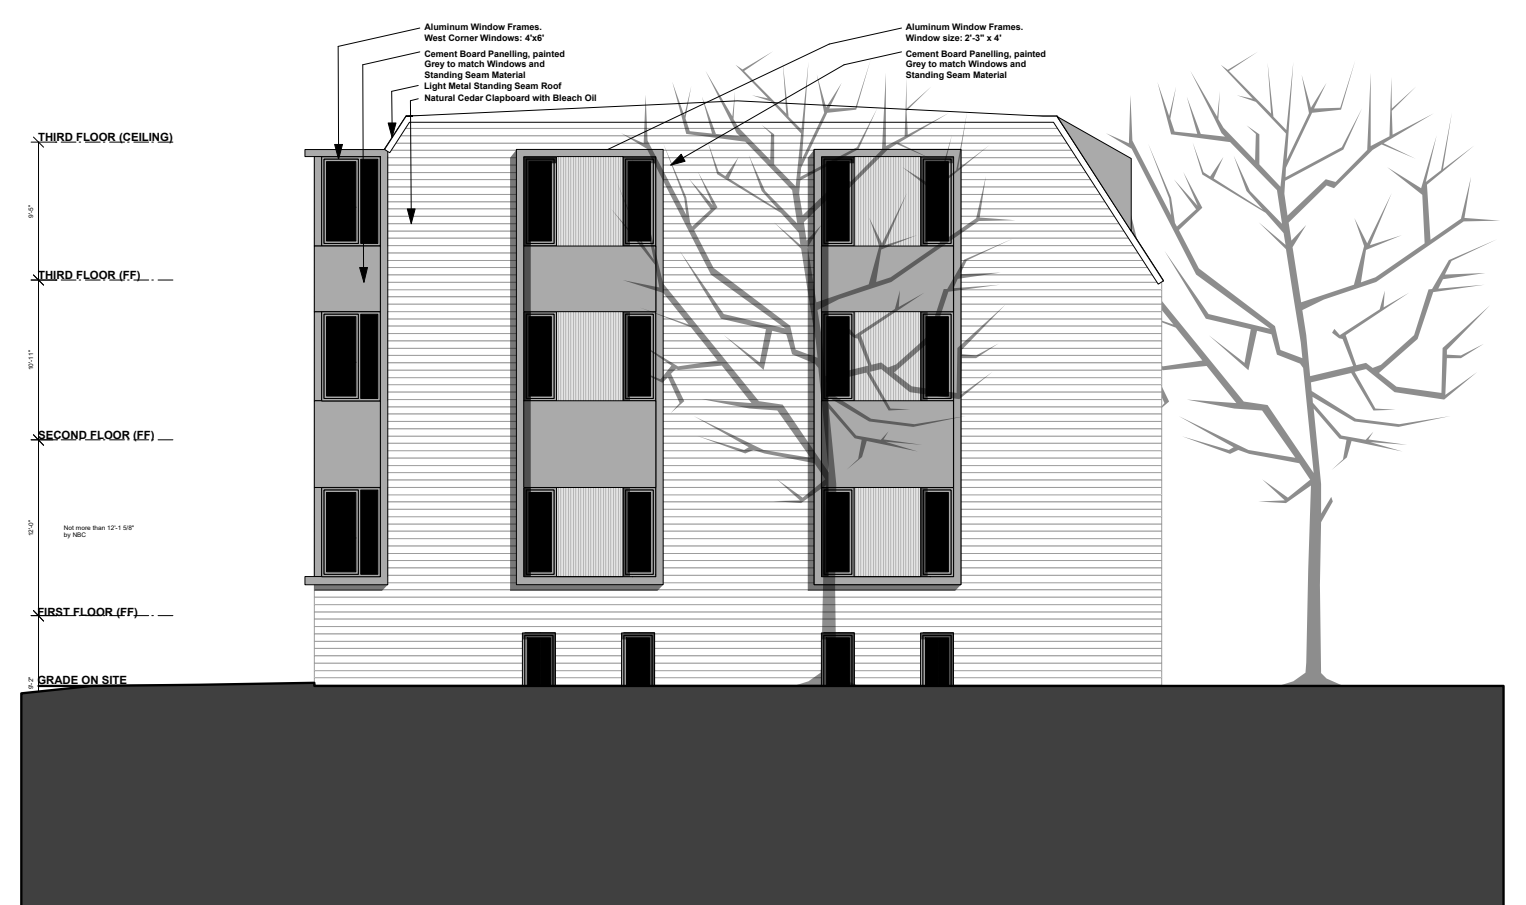 Aluminum Window Frames.
West Corner Windows: 4'x6'
Cement Board Panelling, painted
Grey to match Windows and
Standing Seam Material
Light Metal Standing Seam Roof
Natural Cedar Clapboard with Bleach Oil
Aluminum Window Frames.
Window size: 2'-3" x 4'
Cement Board Panelling, painted
Grey to match Windows and
Standing Seam Material
THIRD FLOOR (CEILING)
9'-5"
THIRD FLOOR (FF)
10'-11"
SECOND FLOOR (FF)
12'-0"
Not more than 12'-1 5/8"
by NBC
FIRST FLOOR (FF)
GRADE ON SITE